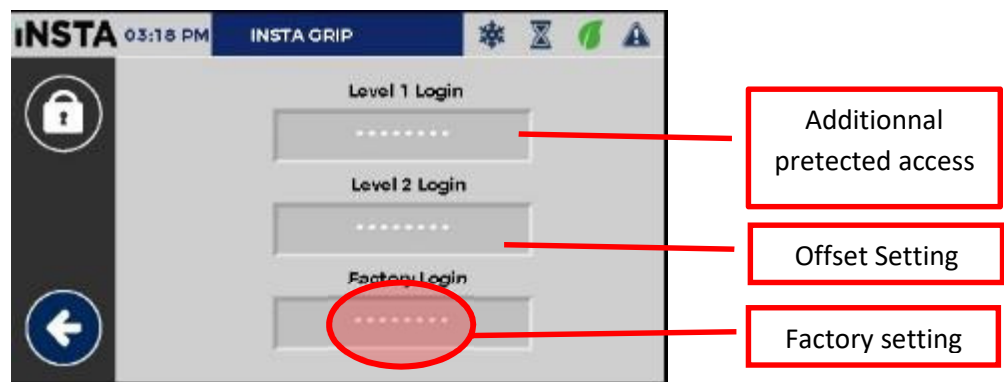 iNSTA 03:18 PM INSTA GRIP
Level 1 Login
********
Level 2 Login
********
Factory Login
********
Additionnal
pretected access
Offset Setting
Factory setting